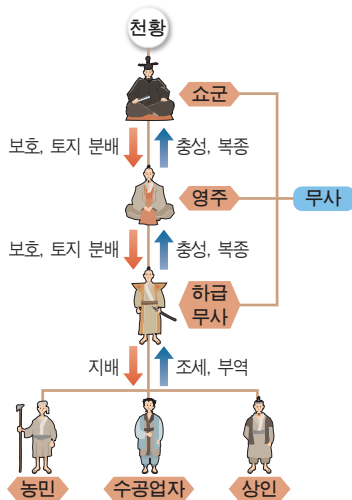 천황
쇼군
보호, 토지 분배
충성, 복종
영주
무사
보호, 토지 분배
충성, 복종
하급
무사
지배
조세, 부역
농민
수공업자
상인